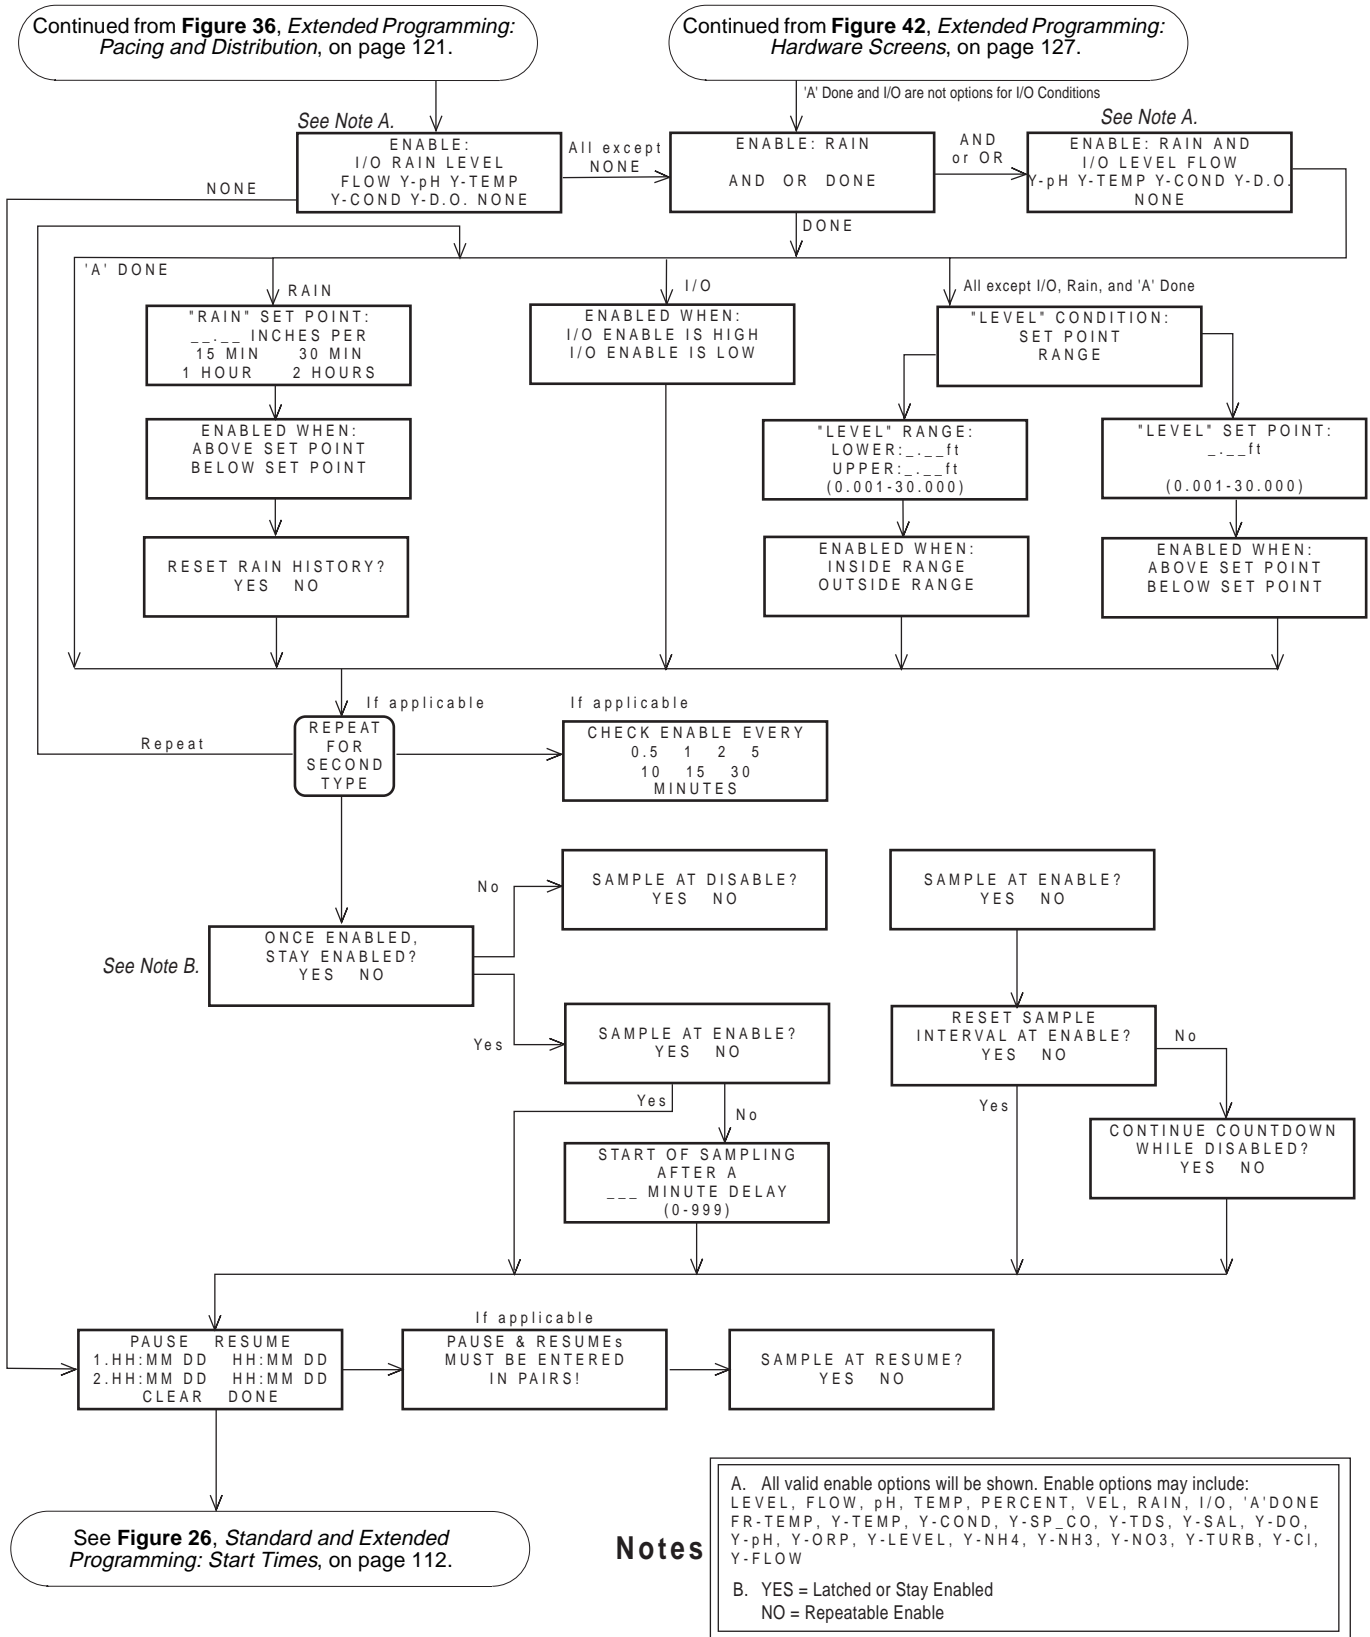 Continued from Figure 36, Extended Programming:
Pacing and Distribution, on page 121.
Continued from Figure 42, Extended Programming:
Hardware Screens, on page 127.
'A' Done and I/O are not options for I/O Conditions
See Note A.
ENABLE:
I/O RAIN LEVEL
FLOW Y-pH Y-TEMP
Y-COND Y-D.O. NONE
NONE
All except
NONE
ENABLE: RAIN
AND OR DONE
AND
or OR
See Note A.
ENABLE: RAIN AND
I/O LEVEL FLOW
Y-pH Y-TEMP Y-COND Y-D.O.
NONE
DONE
'A' DONE
RAIN
"RAIN" SET POINT:
__.__ INCHES PER
15 MIN 30 MIN
1 HOUR 2 HOURS
ENABLED WHEN:
ABOVE SET POINT
BELOW SET POINT
RESET RAIN HISTORY?
YES NO
I/O
ENABLED WHEN:
I/O ENABLE IS HIGH
I/O ENABLE IS LOW
All except I/O, Rain, and 'A' Done
"LEVEL" CONDITION:
SET POINT
RANGE
"LEVEL" RANGE:
LOWER:_.__ft
UPPER:_.__ft
(0.001-30.000)
ENABLED WHEN:
INSIDE RANGE
OUTSIDE RANGE
"LEVEL" SET POINT:
_.__ft
(0.001-30.000)
ENABLED WHEN:
ABOVE SET POINT
BELOW SET POINT
If applicable
Repeat
REPEAT
FOR
SECOND
TYPE
If applicable
CHECK ENABLE EVERY
0.5 1 2 5
10 15 30
MINUTES
See Note B.
ONCE ENABLED,
STAY ENABLED?
YES NO
No
SAMPLE AT DISABLE?
YES NO
Yes
SAMPLE AT ENABLE?
YES NO
Yes
No
START OF SAMPLING
AFTER A
___ MINUTE DELAY
(0-999)
SAMPLE AT ENABLE?
YES NO
RESET SAMPLE
INTERVAL AT ENABLE?
YES NO
No
Yes
CONTINUE COUNTDOWN
WHILE DISABLED?
YES NO
PAUSE RESUME
1.HH:MM DD HH:MM DD
2.HH:MM DD HH:MM DD
CLEAR DONE
If applicable
PAUSE & RESUMEs
MUST BE ENTERED
IN PAIRS!
SAMPLE AT RESUME?
YES NO
See Figure 26, Standard and Extended
Programming: Start Times, on page 112.
Notes
A. All valid enable options will be shown. Enable options may include:
LEVEL, FLOW, pH, TEMP, PERCENT, VEL, RAIN, I/O, 'A'DONE
FR-TEMP, Y-TEMP, Y-COND, Y-SP_CO, Y-TDS, Y-SAL, Y-DO,
Y-pH, Y-ORP, Y-LEVEL, Y-NH4, Y-NH3, Y-NO3, Y-TURB, Y-Cl,
Y-FLOW
B. YES = Latched or Stay Enabled
NO = Repeatable Enable